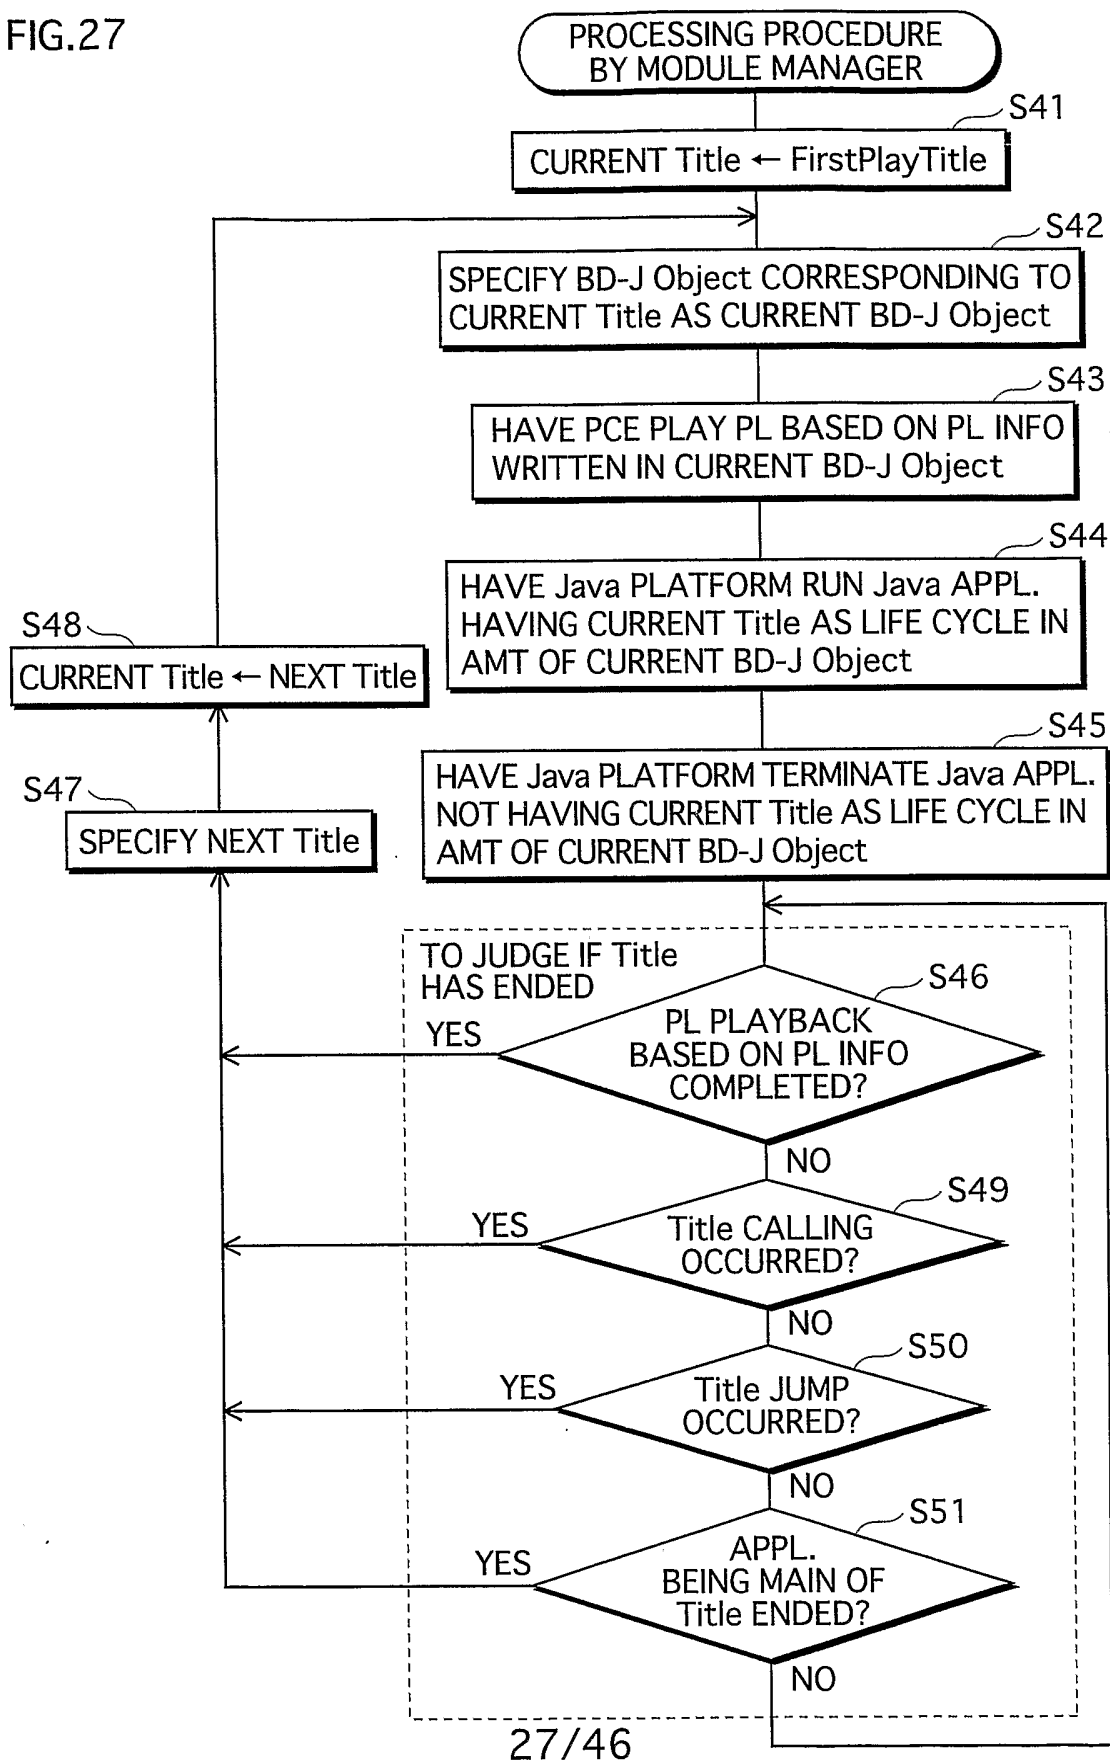 FIG.27
PROCESSING PROCEDURE
BY MODULE MANAGER
S41
CURRENT Title ← FirstPlayTitle
S42
SPECIFY BD-J Object CORRESPONDING TO
CURRENT Title AS CURRENT BD-J Object
S43
HAVE PCE PLAY PL BASED ON PL INFO
WRITTEN IN CURRENT BD-J Object
S44
HAVE Java PLATFORM RUN Java APPL.
HAVING CURRENT Title AS LIFE CYCLE IN
AMT OF CURRENT BD-J Object
S48
CURRENT Title ← NEXT Title
S45
HAVE Java PLATFORM TERMINATE Java APPL.
NOT HAVING CURRENT Title AS LIFE CYCLE IN
AMT OF CURRENT BD-J Object
S47
SPECIFY NEXT Title
TO JUDGE IF Title
HAS ENDED
S46
PL PLAYBACK
BASED ON PL INFO
COMPLETED?
YES
NO
S49
Title CALLING
OCCURRED?
YES
NO
S50
Title JUMP
OCCURRED?
YES
NO
S51
APPL.
BEING MAIN OF
Title ENDED?
YES
NO
27/46